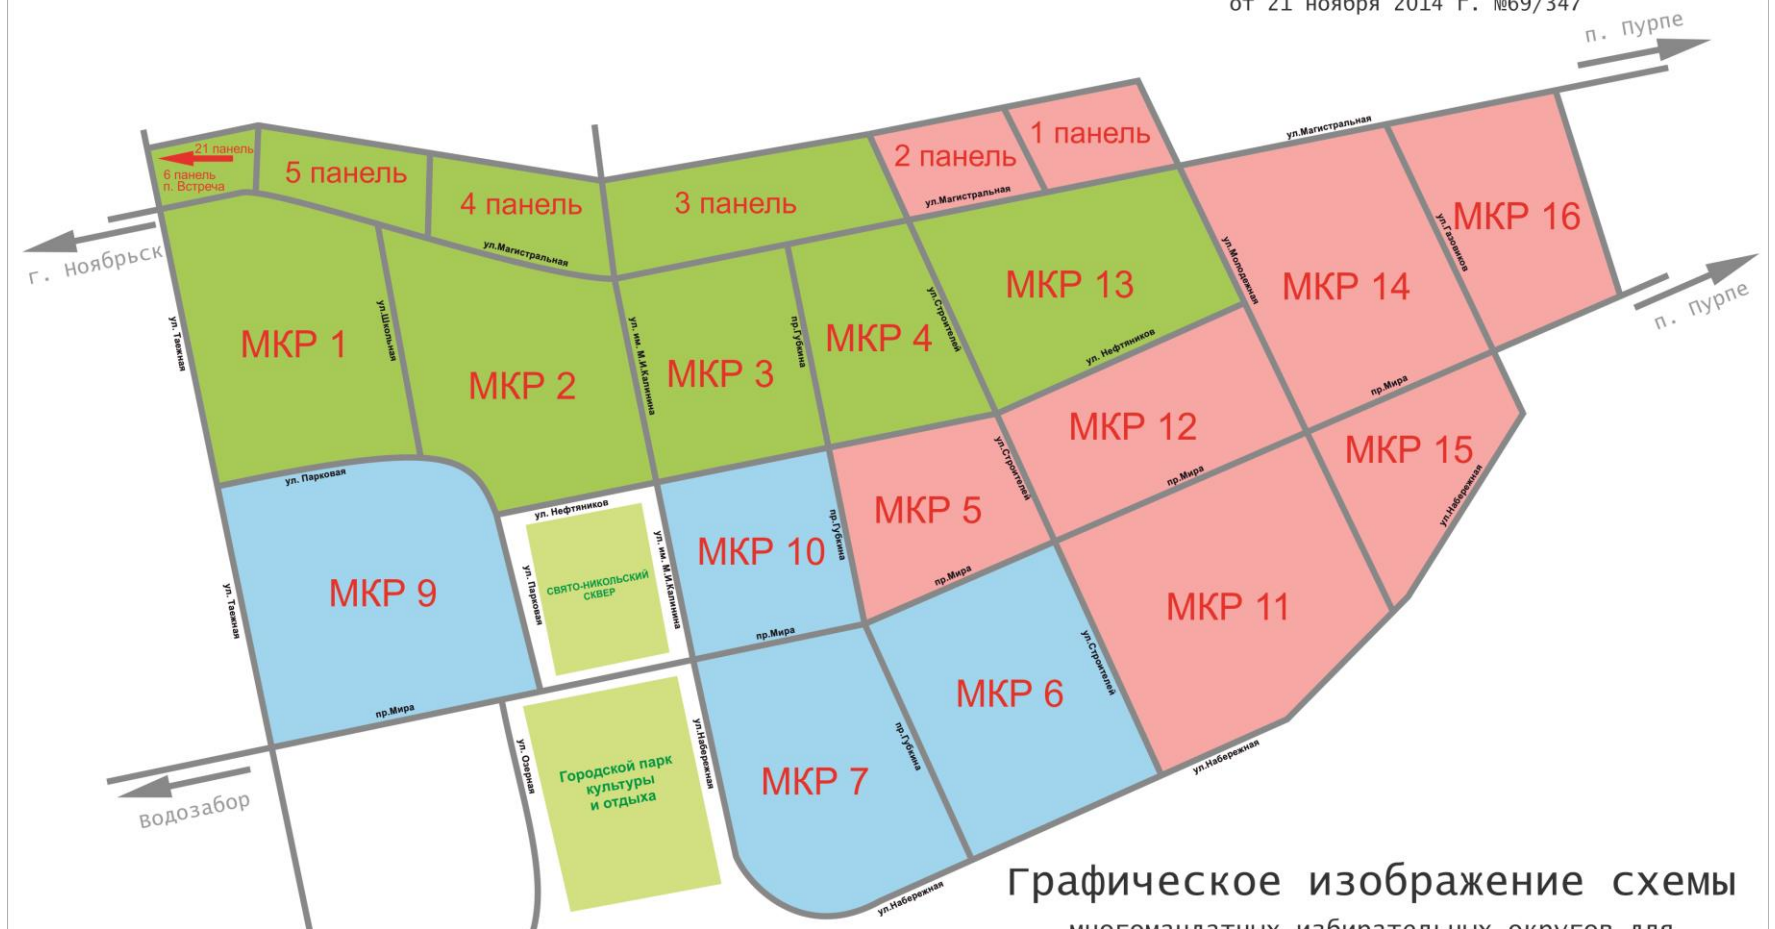 от 21 ноября 2014 г. №69/347
п. Пурпе
1 панель
2 панель
ул.Магистральная
21 панель
6 панель
п. Встреча
5 панель
4 панель
3 панель
ул.Магистральная
ул.Магистральная
г. Ноябрьск
МКР 16
ул.Газовиков
МКР 14
ул.Молодежная
МКР 13
п. Пурпе
ул. Таежная
МКР 1
ул.Школьная
МКР 2
ул. им. М.И.Калинина
МКР 3
пр.Губкина
МКР 4
ул.Строителей
ул. Нефтяников
пр.Мира
МКР 12
МКР 15
ул.Строителей
пр.Мира
ул.Набережная
ул. Парковая
ул. Нефтяников
МКР 5
пр.Губкина
МКР 10
ул. им. М.И.Калинина
СВЯТО-НИКОЛЬСКИЙ
СКВЕР
ул. Парковая
МКР 9
ул. Таежная
пр.Мира
МКР 11
пр.Мира
ул.Строителей
МКР 6
пр.Мира
ул. Озерная
Городской парк
культуры
и отдыха
ул.Набережная
МКР 7
пр.Губкина
ул.Набережная
Водозабор
ул.Набережная
Графическое изображение схемы
многомандатных избирательных округов для